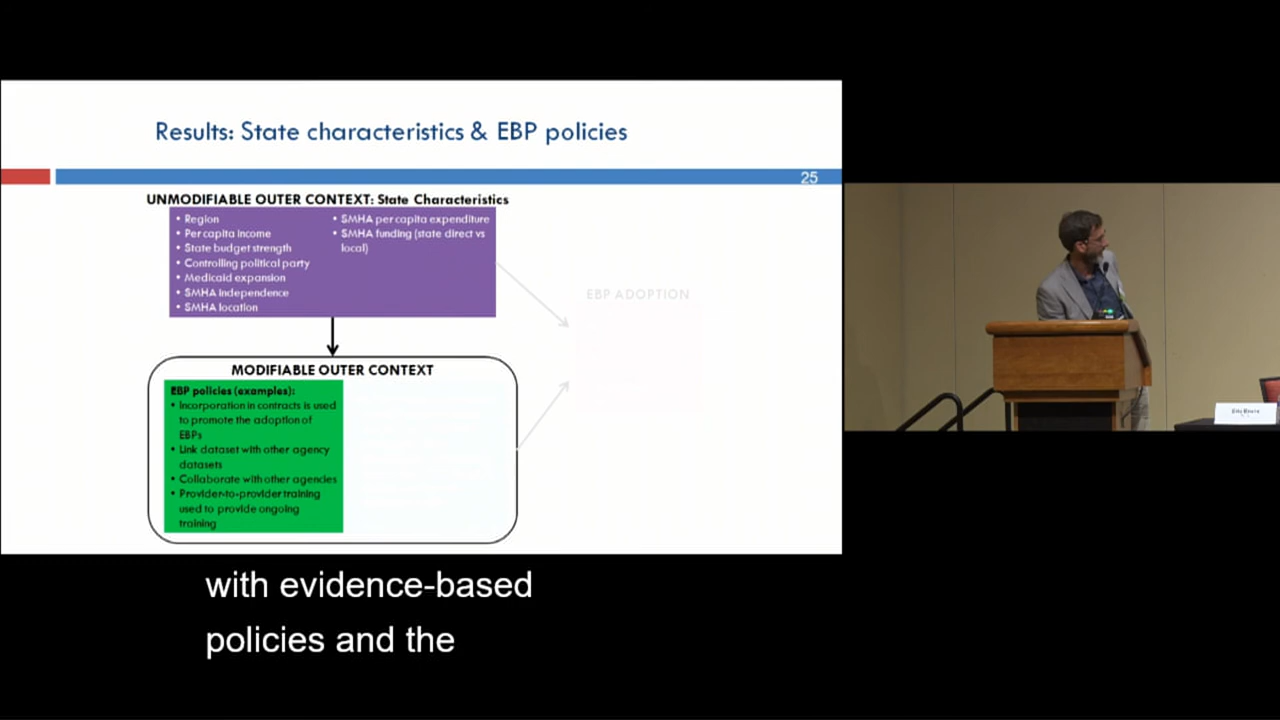 Results: State characteristics & EBP policies
25
UNMODIFIABLE OUTER CONTEXT: State Characteristics
• Region
• Per capita income
• State budget strength
• Controlling political party
• Medicaid expansion
• SMHA independence
• SMHA location
• SMHA per capita expenditure
• SMHA funding (state direct vs
local)
EBP ADOPTION
MODIFIABLE OUTER CONTEXT
EBP policies (examples):
• Incorporation in contracts is used
to promote the adoption of
EBPs
• Link dataset with other agency
datasets
• Collaborate with other agencies
• Provider-to-provider training
used to provide ongoing
training
with evidence-based
policies and the